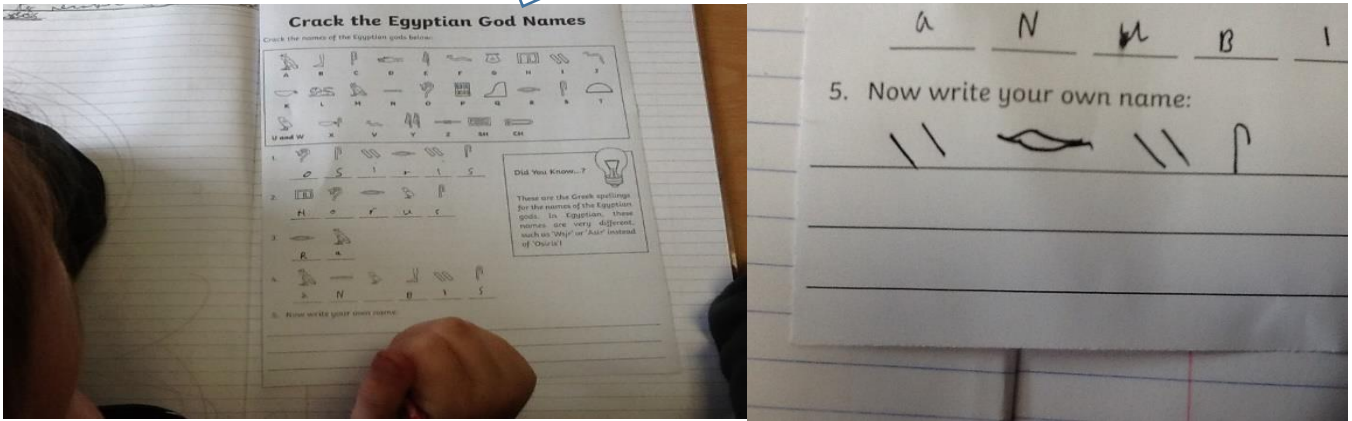 Crack the Egyptian God Names
Crack the names of the Egyptian gods below:
A B C D E F G H I J
K L M N O P Q R S T
U and W X V Y Z SH CH
1.
o S i r i s
2.
H o r u s
3.
R a
4.
a N B i S
5. Now write your own name:
Did You Know...?
These are the Greek spellings
for the names of the Egyptian
gods. In Egyptian, these
names are very different,
such as 'Wsjr' or 'Asir' instead
of 'Osiris'!
a N u B i
5. Now write your own name: